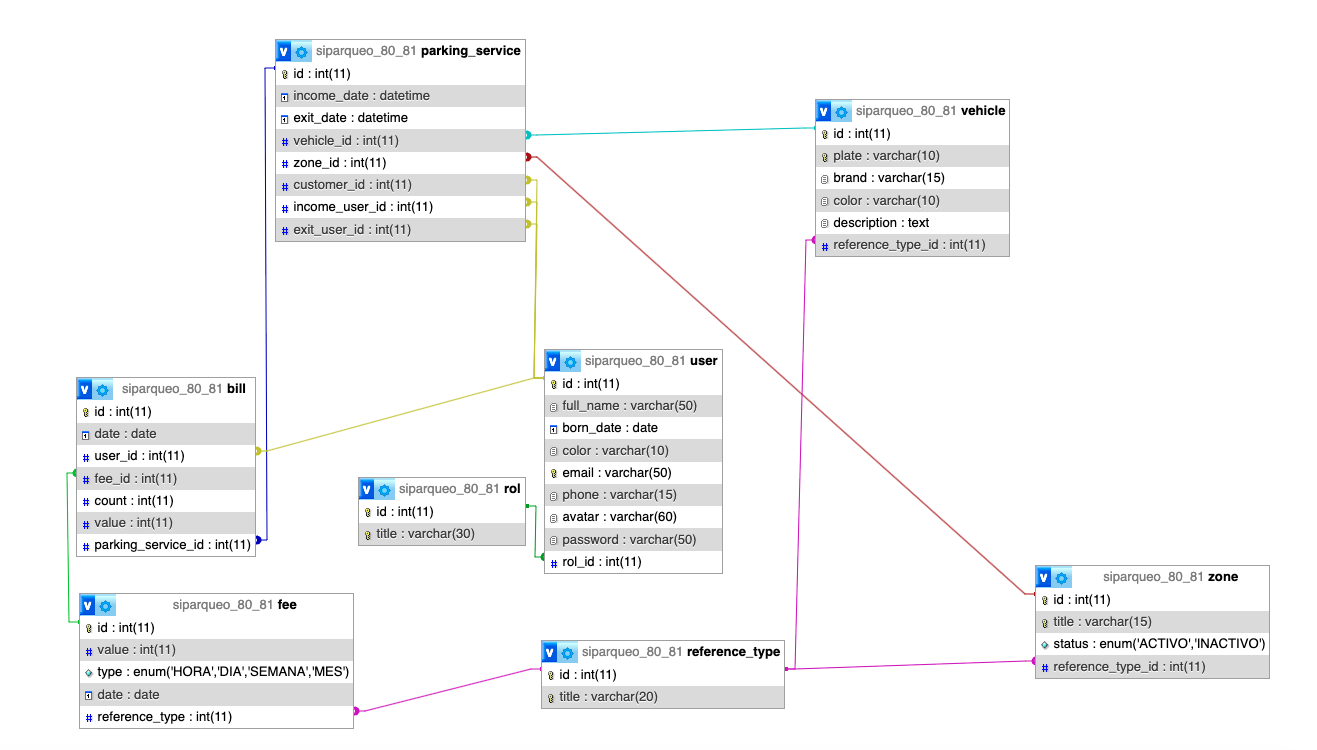 siparqueo_80_81 parking_service
id : int(11)
income_date : datetime
exit_date : datetime
vehicle_id : int(11)
zone_id : int(11)
customer_id : int(11)
income_user_id : int(11)
exit_user_id : int(11)
siparqueo_80_81 vehicle
id : int(11)
plate : varchar(10)
brand : varchar(15)
color : varchar(10)
description : text
reference_type_id : int(11)
siparqueo_80_81 user
id : int(11)
full_name : varchar(50)
born_date : date
color : varchar(10)
email : varchar(50)
phone : varchar(15)
avatar : varchar(60)
password : varchar(50)
rol_id : int(11)
siparqueo_80_81 bill
id : int(11)
date : date
user_id : int(11)
fee_id : int(11)
count : int(11)
value : int(11)
parking_service_id : int(11)
siparqueo_80_81 rol
id : int(11)
title : varchar(30)
siparqueo_80_81 fee
id : int(11)
value : int(11)
type : enum('HORA','DIA','SEMANA','MES')
date : date
reference_type : int(11)
siparqueo_80_81 reference_type
id : int(11)
title : varchar(20)
siparqueo_80_81 zone
id : int(11)
title : varchar(15)
status : enum('ACTIVO','INACTIVO')
reference_type_id : int(11)